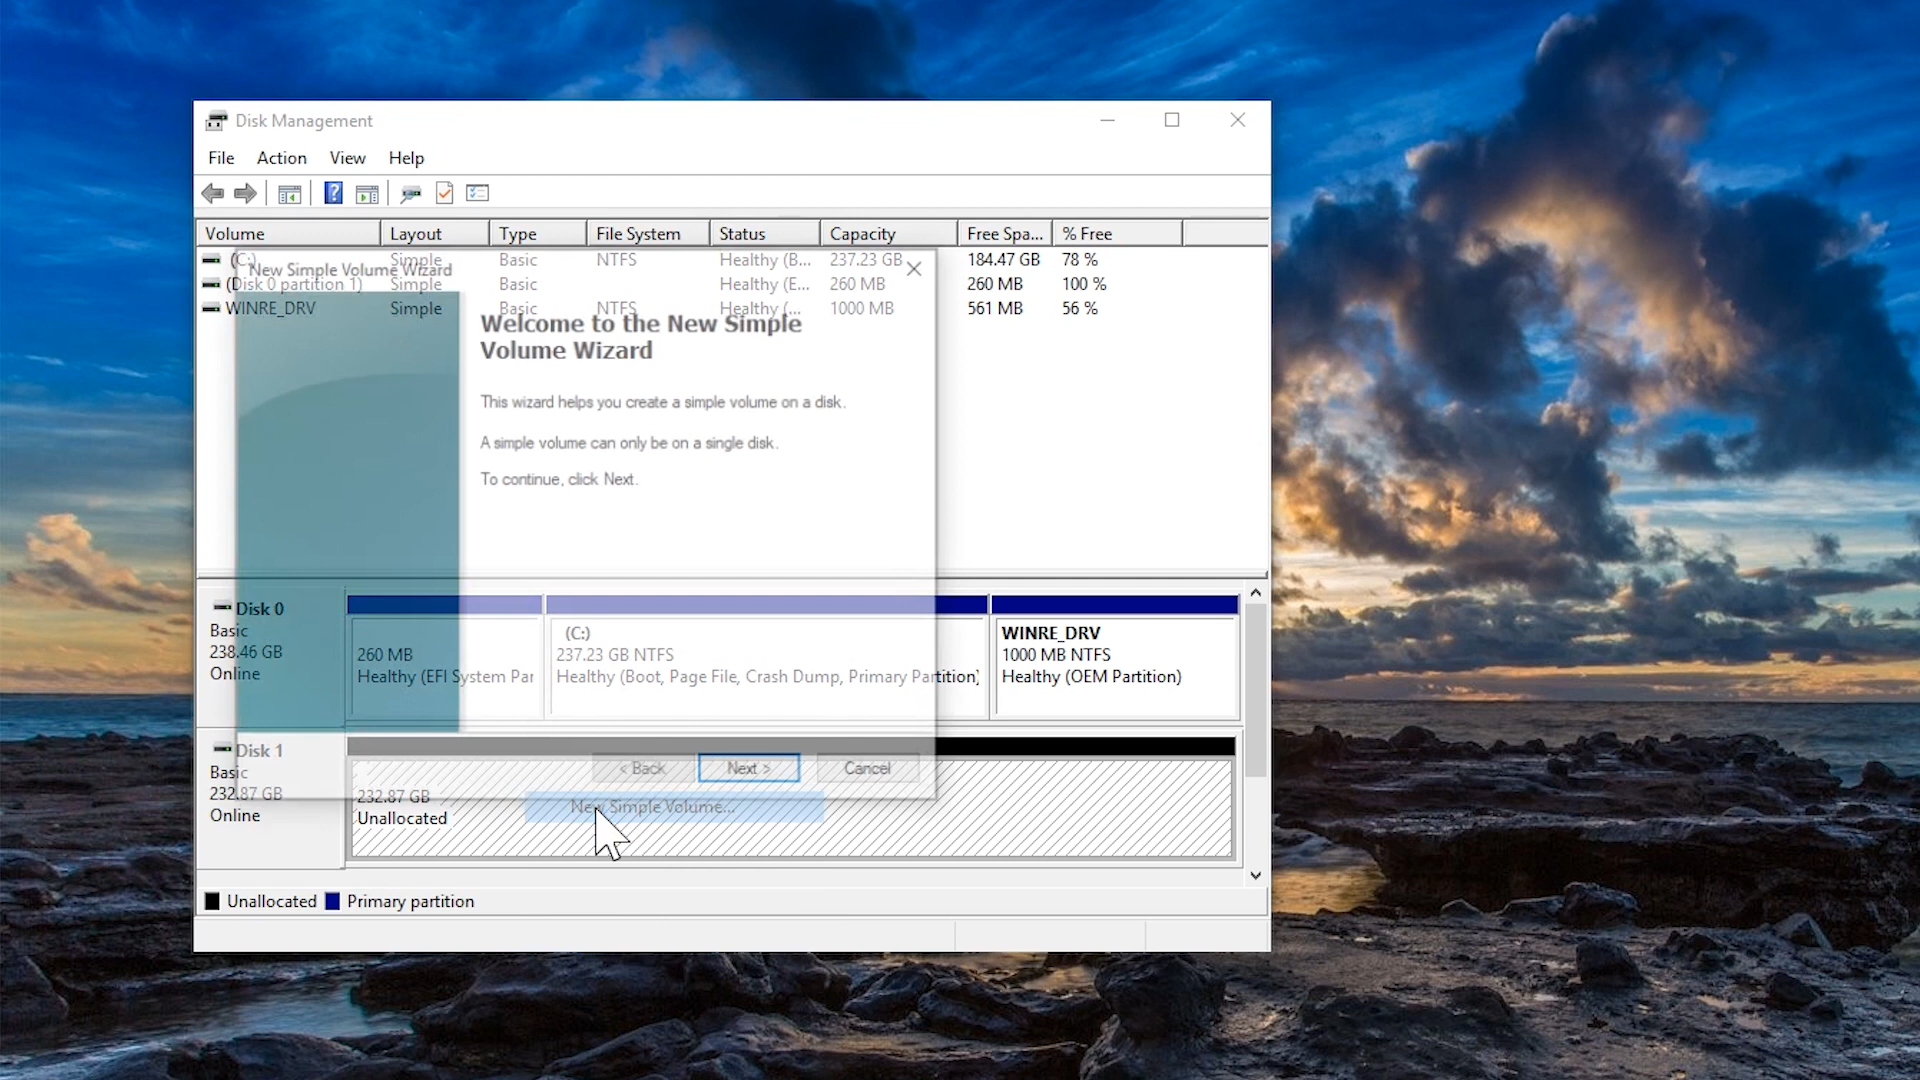 Disk Management
File Action View Help
Volume Layout Type File System Status Capacity Free Spa... % Free
(C:) Simple Basic NTFS Healthy (B... 237.23 GB 184.47 GB 78 %
(Disk 0 partition 1) Simple Basic Healthy (E... 260 MB 260 MB 100 %
WINRE_DRV Simple Basic NTFS Healthy (... 1000 MB 561 MB 56 %
New Simple Volume Wizard
Welcome to the New Simple
Volume Wizard
This wizard helps you create a simple volume on a disk.
A simple volume can only be on a single disk.
To continue, click Next.
< Back Next > Cancel
Disk 0
Basic
238.46 GB
Online
260 MB
Healthy (EFI System Par
(C:)
237.23 GB NTFS
Healthy (Boot, Page File, Crash Dump, Primary Partition)
WINRE_DRV
1000 MB NTFS
Healthy (OEM Partition)
Disk 1
Basic
232.87 GB
Online
232.87 GB
Unallocated
New Simple Volume...
Unallocated Primary partition